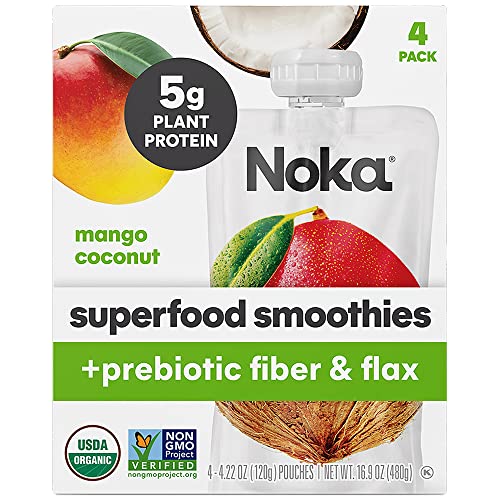 4
PACK
5g
PLANT
PROTEIN
Noka®
mango
coconut
superfood smoothies
+prebiotic fiber & flax
USDA
ORGANIC
NON
GMO
Project
VERIFIED
nongmoproject.org
4 - 4.22 OZ (120g) POUCHES | NET WT. 16.9 OZ (480g)
K